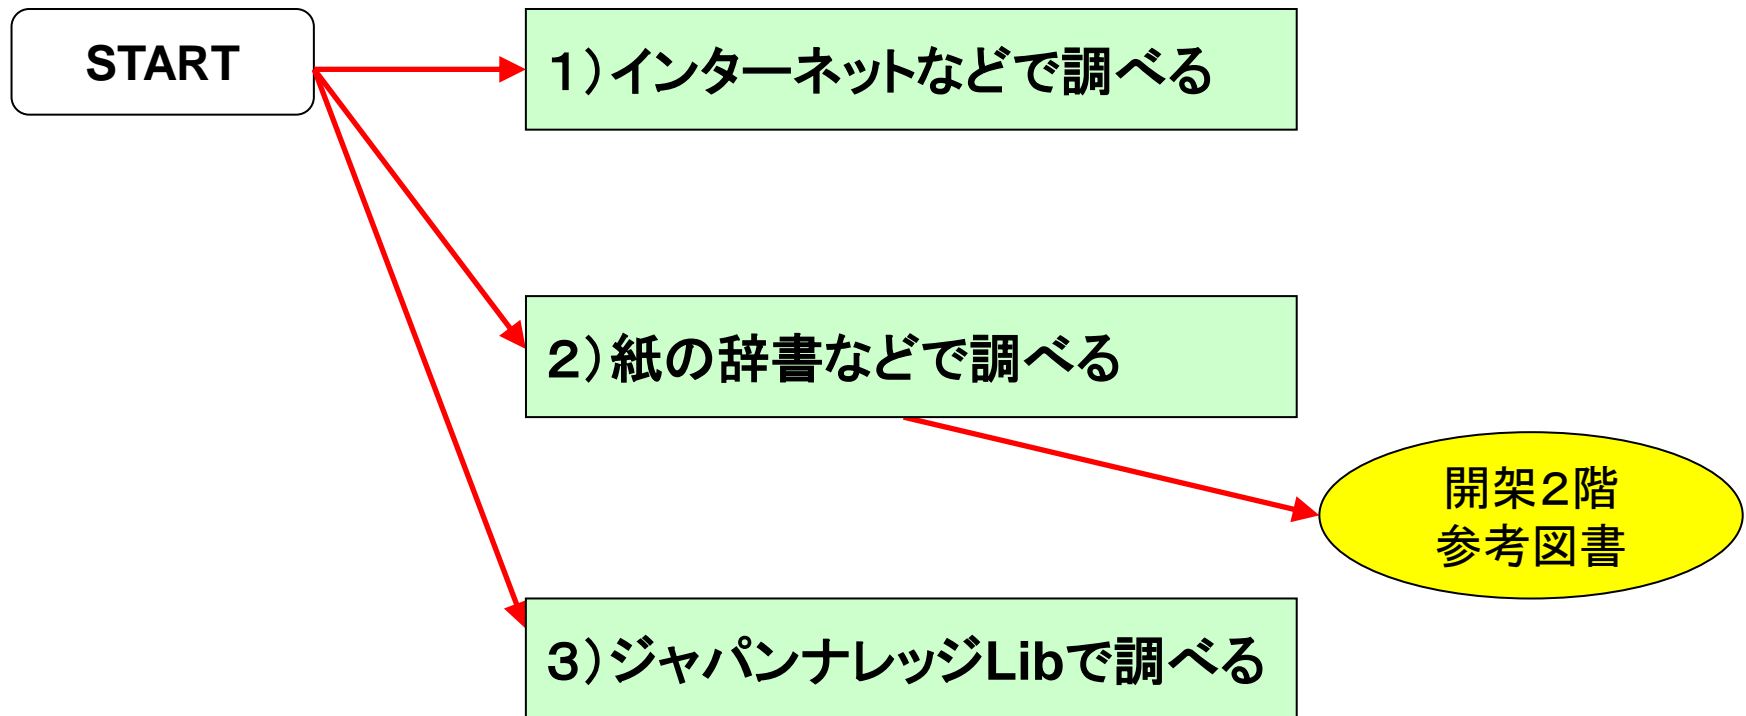 START
１）インターネットなどで調べる
２）紙の辞書などで調べる
開架２階
参考図書
３）ジャパンナレッジLibで調べる